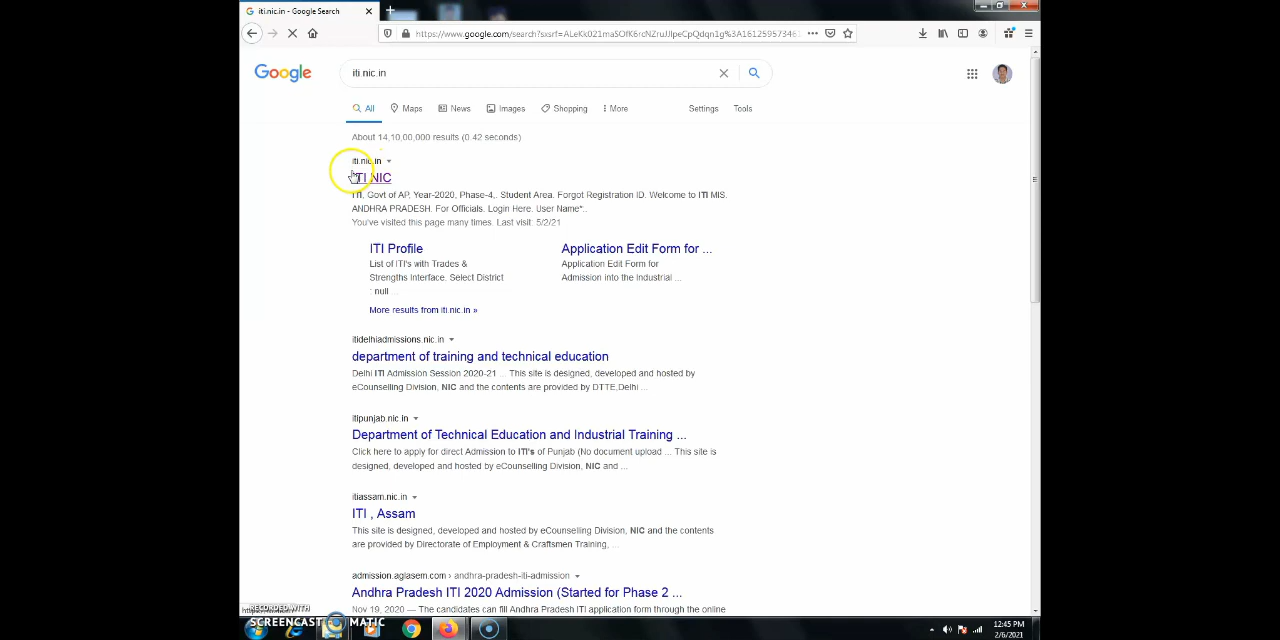 iti.nic.in - Google Search
https://www.google.com/search?sxsrf=ALeKk021maSOfK6rcNZruJJlpeCpQdqn1g%3A1612595734
Google
iti.nic.in
All Maps News Images Shopping More Settings Tools
About 14,10,00,000 results (0.42 seconds)
iti.nic.in
ITI NIC
ITI, Govt of AP, Year-2020, Phase-4,. Student Area. Forgot Registration ID. Welcome to ITI MIS.
ANDHRA PRADESH. For Officials. Login Here. User Name*:.
You've visited this page many times. Last visit: 5/2/21
ITI Profile
List of ITI's with Trades &
Strengths Interface. Select District
: null ...
Application Edit Form for ...
Application Edit Form for
Admission into the Industrial ...
More results from iti.nic.in »
itidelhiadmissions.nic.in
department of training and technical education
Delhi ITI Admission Session 2020-21 ... This site is designed, developed and hosted by
eCounselling Division, NIC and the contents are provided by DTTE,Delhi ...
itipunjab.nic.in
Department of Technical Education and Industrial Training ...
Click here to apply for direct Admission to ITI's of Punjab (No document upload ... This site is
designed, developed and hosted by eCounselling Division, NIC and ...
itiassam.nic.in
ITI , Assam
This site is designed, developed and hosted by eCounselling Division, NIC and the contents
are provided by Directorate of Employment & Craftsmen Training, ...
admission.aglasem.com › andhra-pradesh-iti-admission
Andhra Pradesh ITI 2020 Admission (Started for Phase 2 ...
Nov 19, 2020 — The candidates can fill Andhra Pradesh ITI application form through the online
RECORDED WITH
SCREENCAST MATIC
12:45 PM
2/6/2021